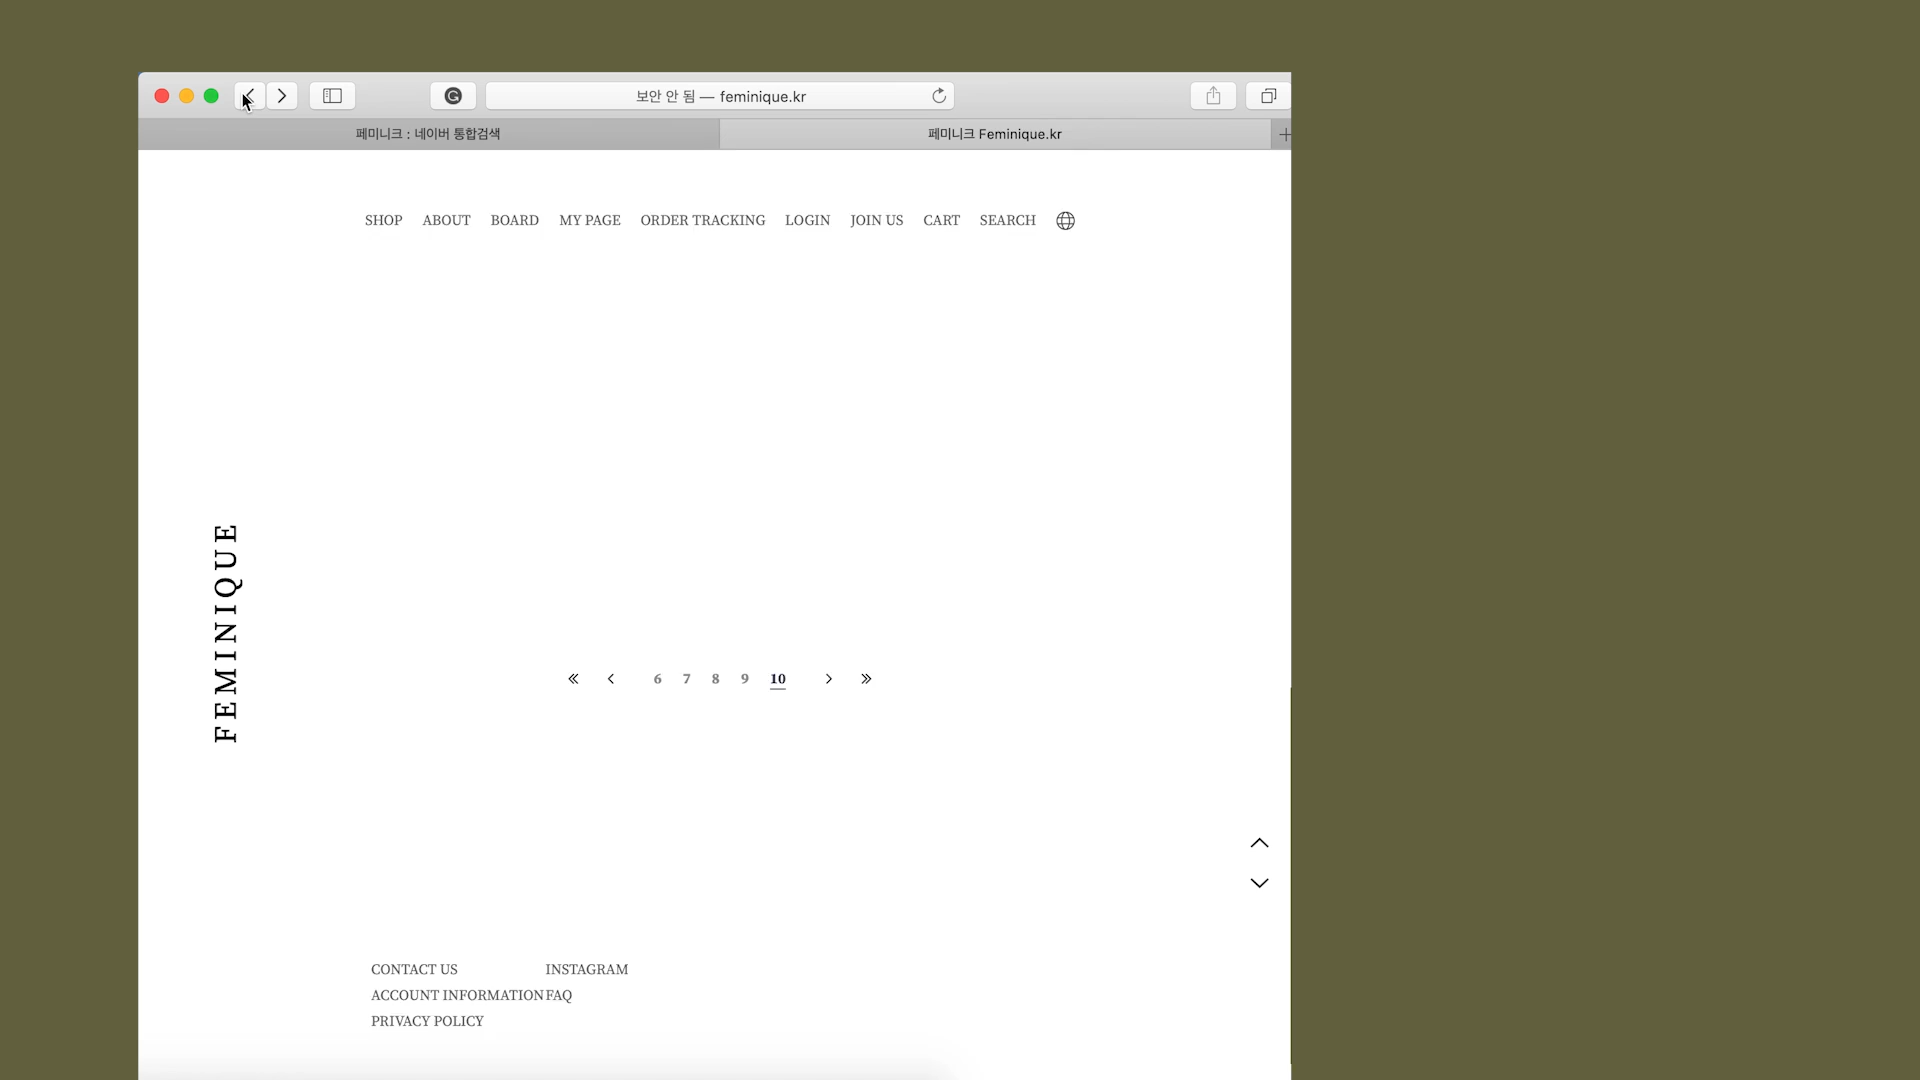 보안 안 됨 — feminique.kr
페미니크 : 네이버 통합검색
페미니크 Feminique.kr
SHOP ABOUT BOARD MY PAGE ORDER TRACKING LOGIN JOIN US CART SEARCH
FEMINIQUE
6 7 8 9 10
CONTACT US INSTAGRAM
ACCOUNT INFORMATION FAQ
PRIVACY POLICY